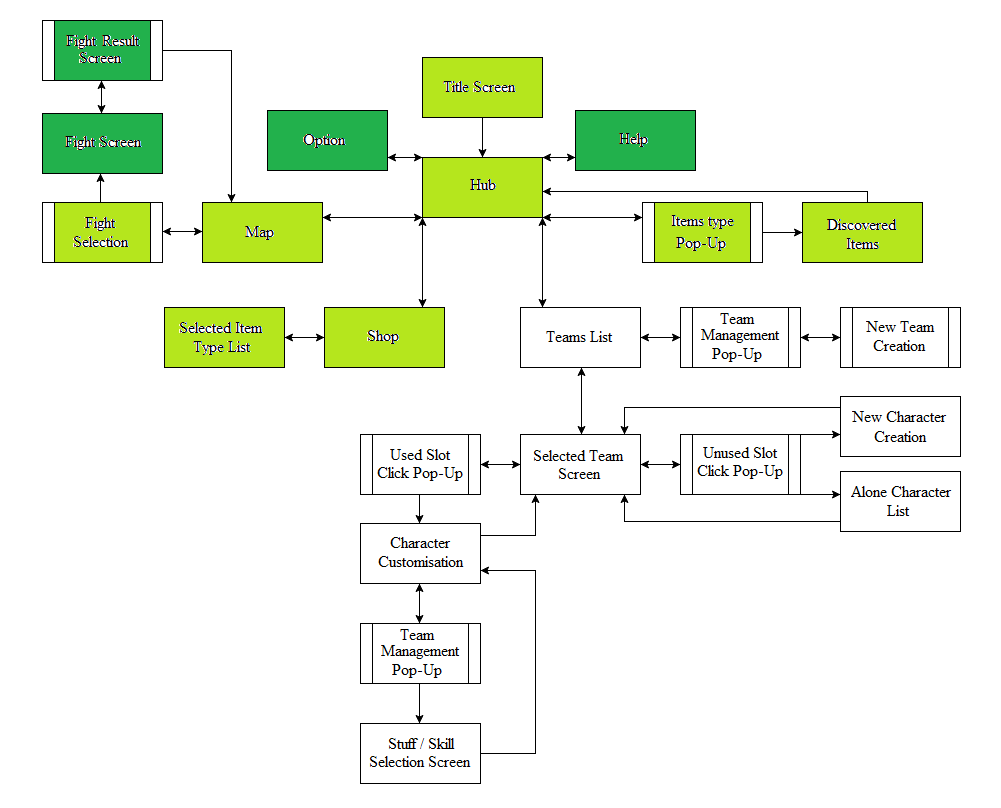 Fight Result
Screen
Title Screen
Fight Screen
Option
Help
Hub
Fight
Selection
Map
Items type
Pop-Up
Discovered
Items
Selected Item
Type List
Shop
Teams List
Team
Management
Pop-Up
New Team
Creation
New Character
Creation
Used Slot
Click Pop-Up
Selected Team
Screen
Unused Slot
Click Pop-Up
Alone Character
List
Character
Customisation
Team
Management
Pop-Up
Stuff / Skill
Selection Screen